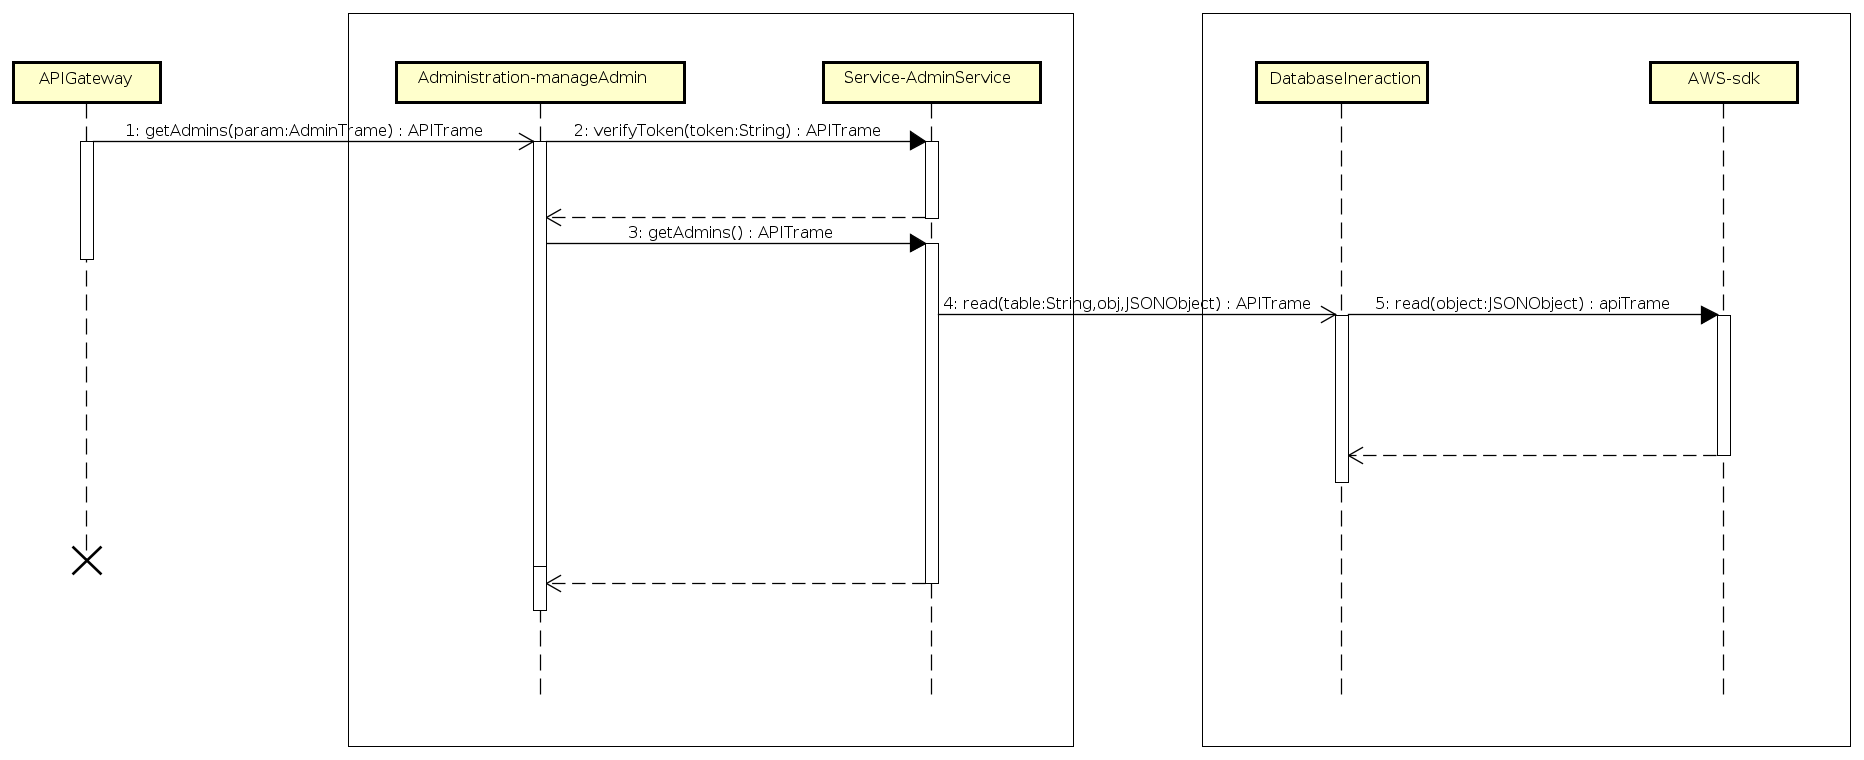 APIGateway
Administration-manageAdmin
Service-AdminService
DatabaseIneraction
AWS-sdk
1: getAdmins(param:AdminTrame) : APITrame
2: verifyToken(token:String) : APITrame
3: getAdmins() : APITrame
4: read(table:String,obj,JSONObject) : APITrame
5: read(object:JSONObject) : apiTrame